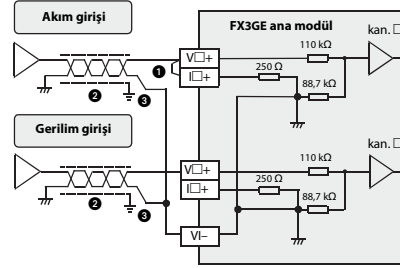 Akım girişi
FX3GE ana modül
kan. □
V□+
110 kΩ
❶
I□+
250 Ω
88,7 kΩ
❷
❸
Gerilim girişi
kan. □
V□+
110 kΩ
I□+
250 Ω
88,7 kΩ
❷
❸
VI–